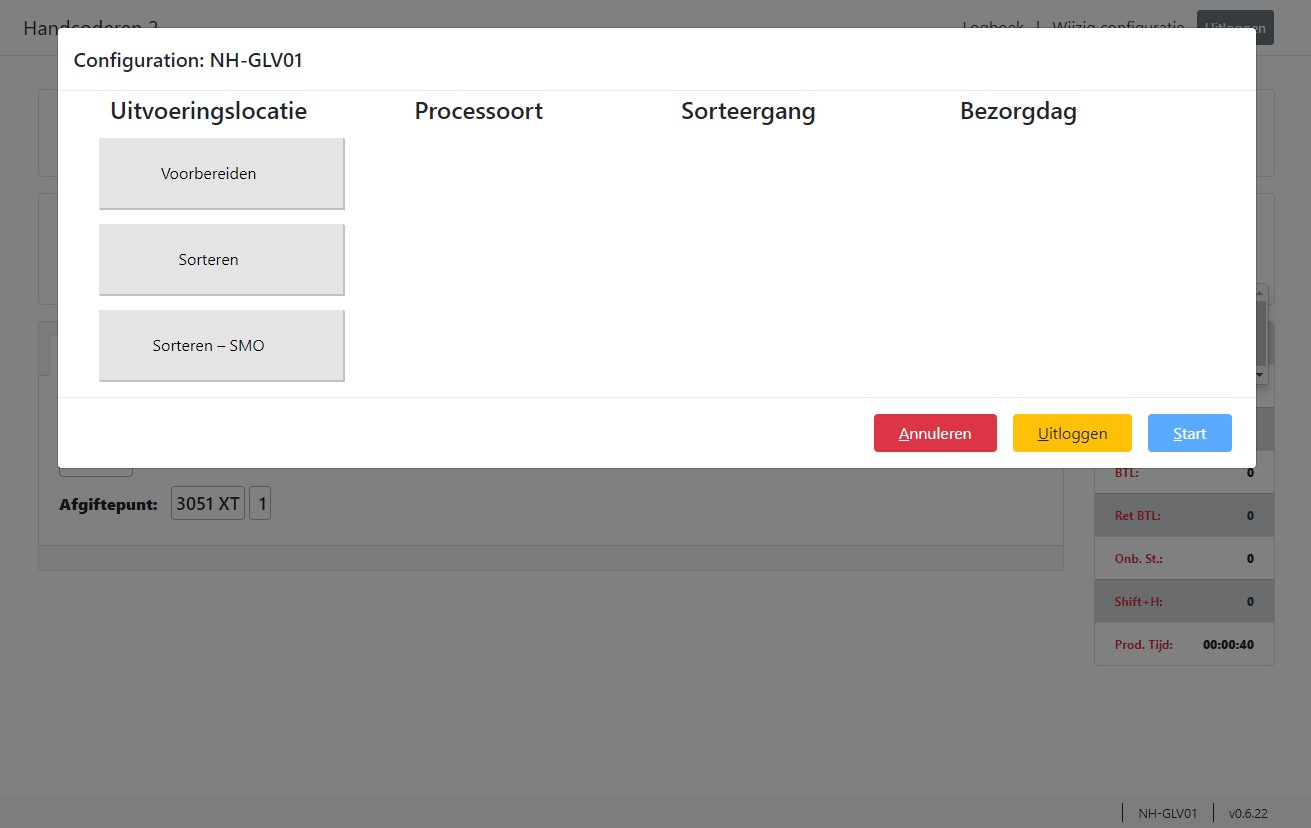 Handcoderen 2
Logboek | Wijzig configuratie Uitloggen
Configuration: NH-GLV01
Uitvoeringslocatie Processoort Sorteergang Bezorgdag
Voorbereiden
Sorteren
Sorteren – SMO
Annuleren Uitloggen Start
BTL: 0
Afgiftepunt: 3051 XT 1
Ret BTL: 0
Onb. St.: 0
Shift+H: 0
Prod. Tijd: 00:00:40
NH-GLV01 v0.6.22